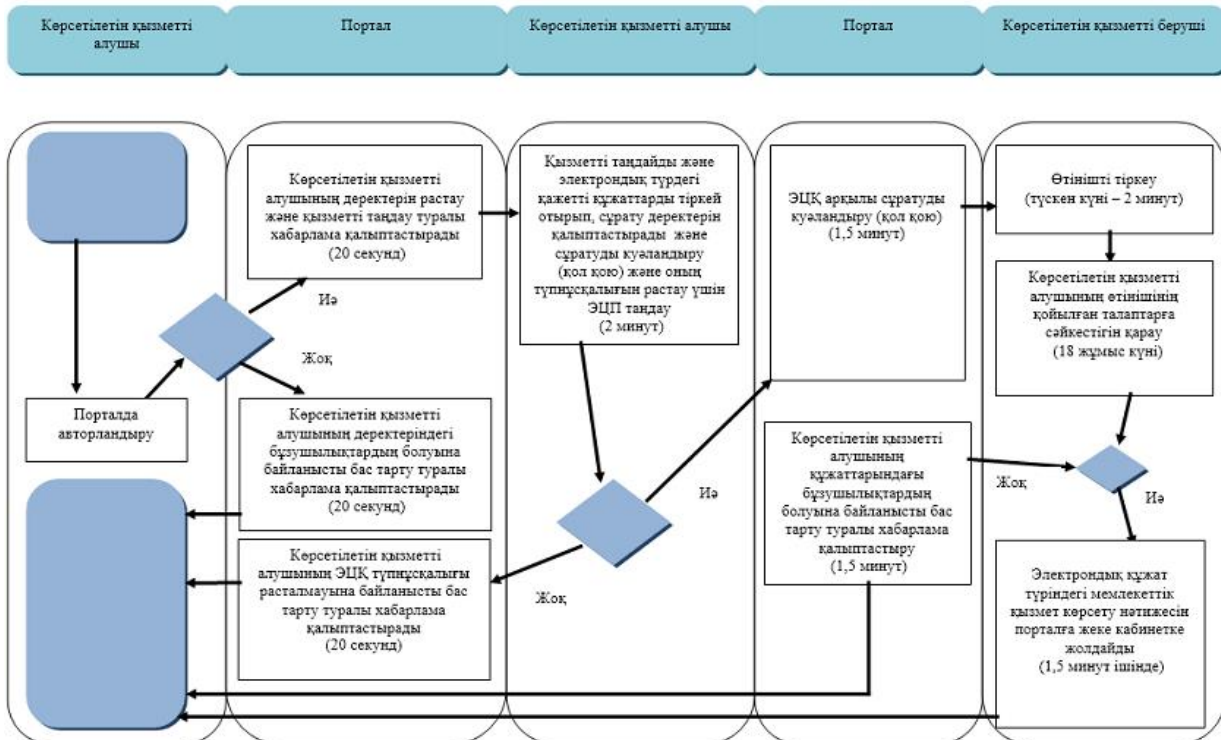 Көрсетілетін қызметті
алушы
Портал
Көрсетілетін қызметті алушы
Портал
Көрсетілетін қызметті беруші
Көрсетілетін қызметті
алушының деректерін растау
және қызметті таңдау туралы
хабарлама қалыптастырады
(20 секунд)
Қызметті таңдайды және
электрондық түрдегі
қажетті құжаттарды тіркей
отырып, сұрату деректерін
қалыптастырады және
сұратуды куәландыру
(қол қою) және оның
түпнұсқалығын растау үшін
ЭЦП таңдау
(2 минут)
ЭЦҚ арқылы сұратуды
куәландыру (қол қою)
(1,5 минут)
Өтінішті тіркеу
(түскен күні – 2 минут)
Көрсетілетін қызметті
алушының өтінішінің
қойылған талаптарға
сәйкестігін қарау
(18 жұмыс күні)
Иә
Жоқ
Порталда
авторландыру
Көрсетілетін қызметті
алушының деректеріндегі
бұзушылықтардың болуына
байланысты бас тарту туралы
хабарлама қалыптастырады
(20 секунд)
Иә
Көрсетілетін қызметті
алушының
құжаттарындағы
бұзушылықтардың
болуына байланысты бас
тарту туралы хабарлама
қалыптастыру
(1,5 минут)
Жоқ
Иә
Көрсетілетін қызметті
алушының ЭЦҚ түпнұсқалығы
расталмауына байланысты бас
тарту туралы хабарлама
қалыптастырады
(20 секунд)
Жоқ
Электрондық құжат
түріндегі мемлекеттік
қызмет көрсету нәтижесін
порталға жеке кабинетке
жолдайды
(1,5 минут ішінде)